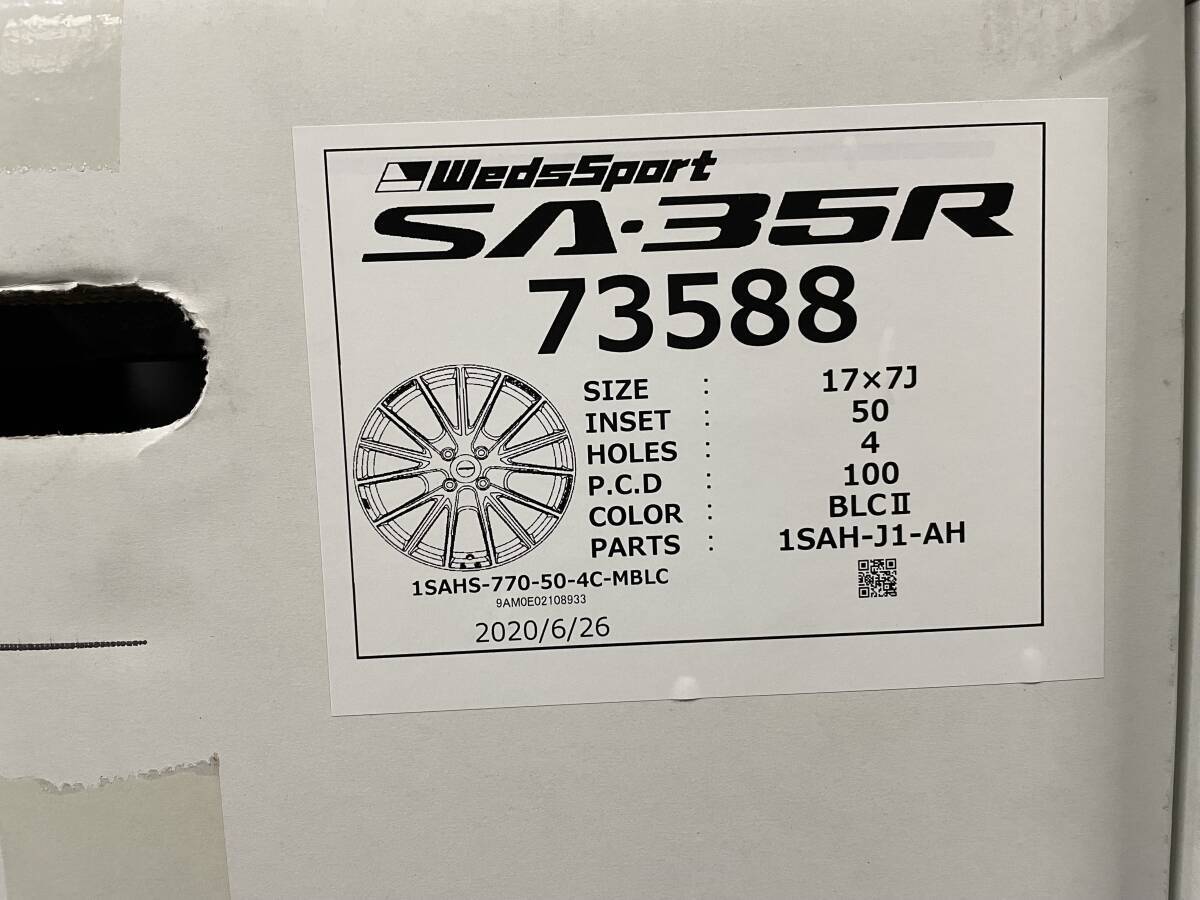 WedsSport
SA-35R
73588
SIZE : 17×7J
INSET : 50
HOLES : 4
P.C.D : 100
COLOR : BLCⅡ
PARTS : 1SAH-J1-AH
1SAHS-770-50-4C-MBLC
9AM0E02108933
2020/6/26